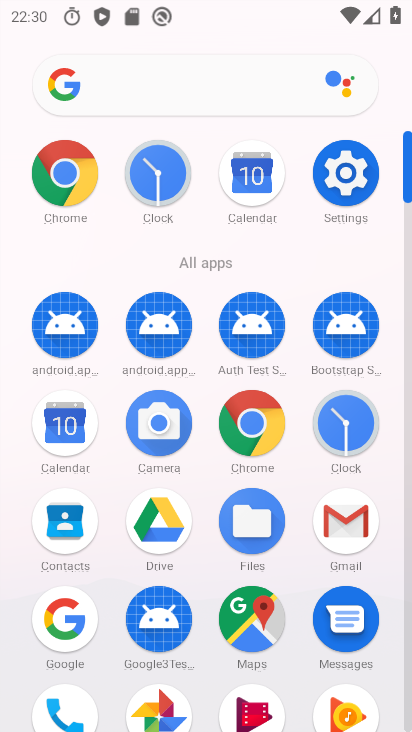 22:30
Chrome
Clock
10
Calendar
Settings
All apps
android.ap...
android.app...
Auth Test S...
Bootstrap S...
10
Calendar
Camera
Chrome
Clock
Contacts
Drive
Files
Gmail
Google
Google3Tes...
Maps
Messages